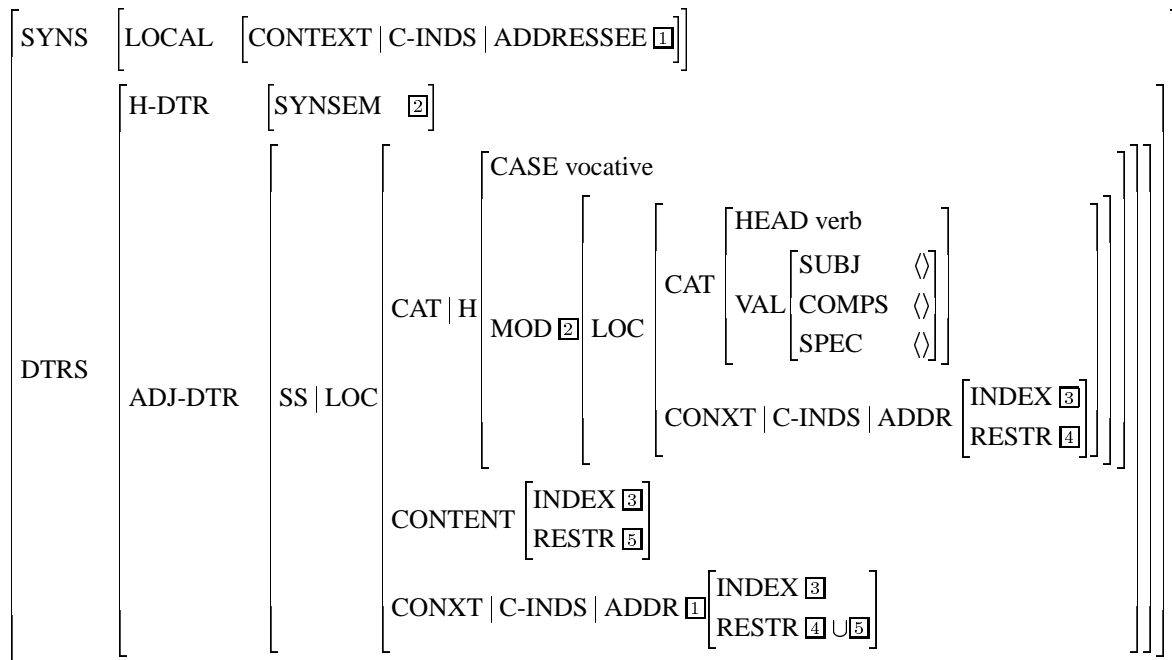 SYNS LOCAL CONTEXT | C-INDS | ADDRESSEE 1
H-DTR SYNSEM 2
CASE vocative
HEAD verb
SUBJ ⟨⟩
CAT
VAL COMPS ⟨⟩
CAT | H
MOD 2 LOC
SPEC ⟨⟩
DTRS
ADJ-DTR SS | LOC
INDEX 3
CONXT | C-INDS | ADDR
RESTR 4
INDEX 3
CONTENT
RESTR 5
INDEX 3
CONXT | C-INDS | ADDR 1
RESTR 4 ∪ 5